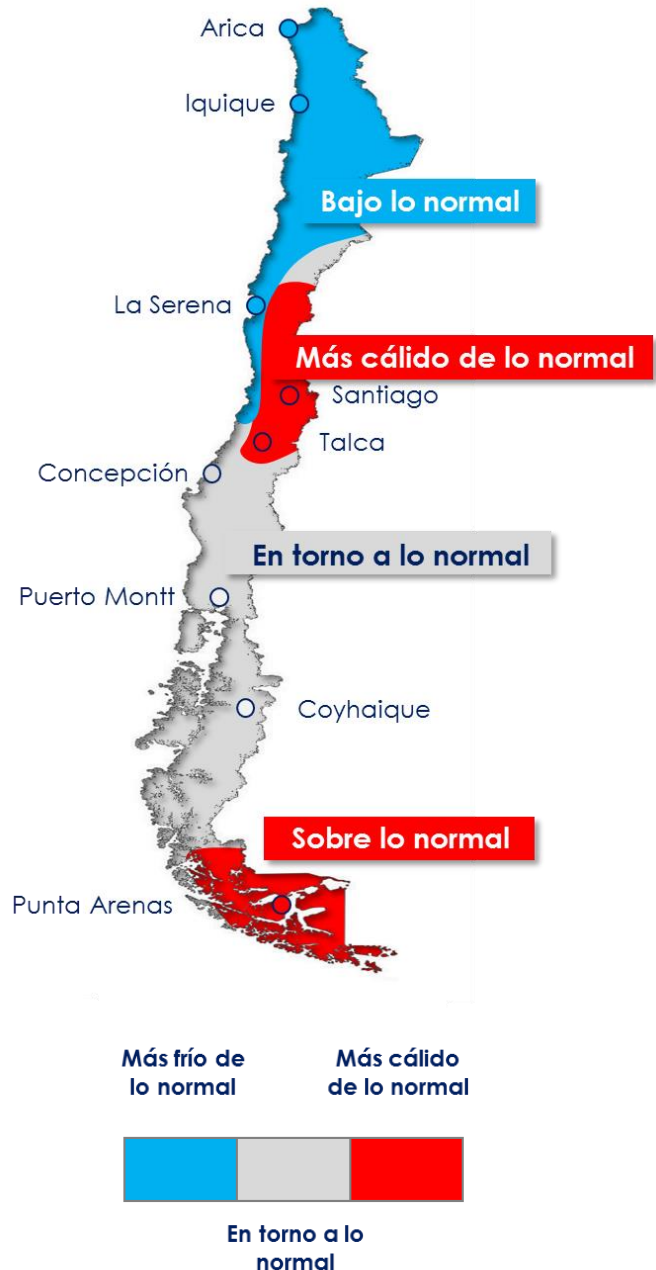 Arica
Iquique
Bajo lo normal
La Serena
Más cálido de lo normal
Santiago
Talca
Concepción
En torno a lo normal
Puerto Montt
Coyhaique
Sobre lo normal
Punta Arenas
Más frío de
lo normal
Más cálido
de lo normal
En torno a lo
normal